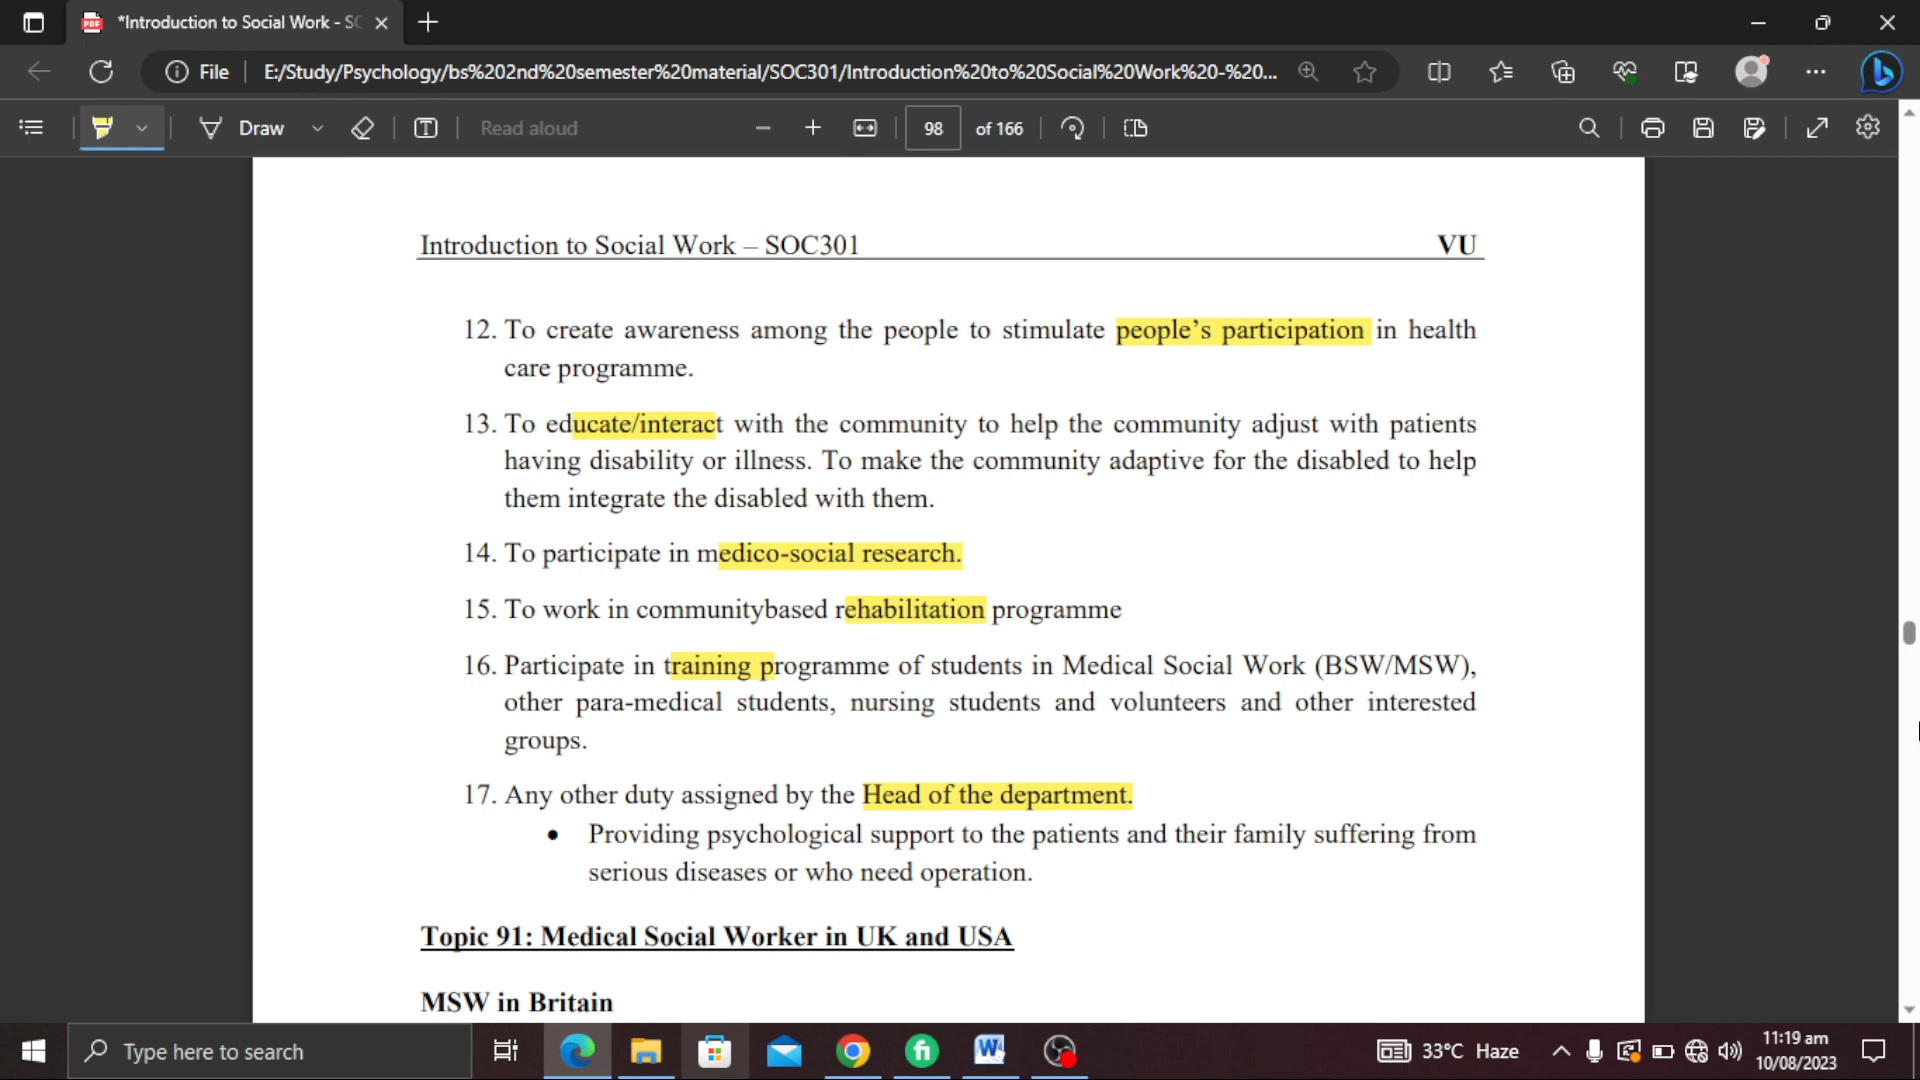 *Introduction to Social Work - SC
File
E:/Study/Psychology/bs%202nd%20semester%20material/SOC301/Introduction%20to%20Social%20Work%20-%20...
Draw
Read aloud
98 of 166
Introduction to Social Work – SOC301 VU
12. To create awareness among the people to stimulate people’s participation in health
care programme.
13. To educate/interact with the community to help the community adjust with patients
having disability or illness. To make the community adaptive for the disabled to help
them integrate the disabled with them.
14. To participate in medico-social research.
15. To work in communitybased rehabilitation programme
16. Participate in training programme of students in Medical Social Work (BSW/MSW),
other para-medical students, nursing students and volunteers and other interested
groups.
17. Any other duty assigned by the Head of the department.
• Providing psychological support to the patients and their family suffering from
serious diseases or who need operation.
Topic 91: Medical Social Worker in UK and USA
MSW in Britain
Type here to search
33°C Haze
11:19 am
10/08/2023